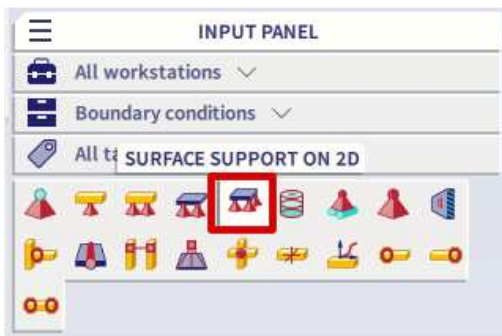 INPUT PANEL
All workstations
Boundary conditions
All ta
SURFACE SUPPORT ON 2D